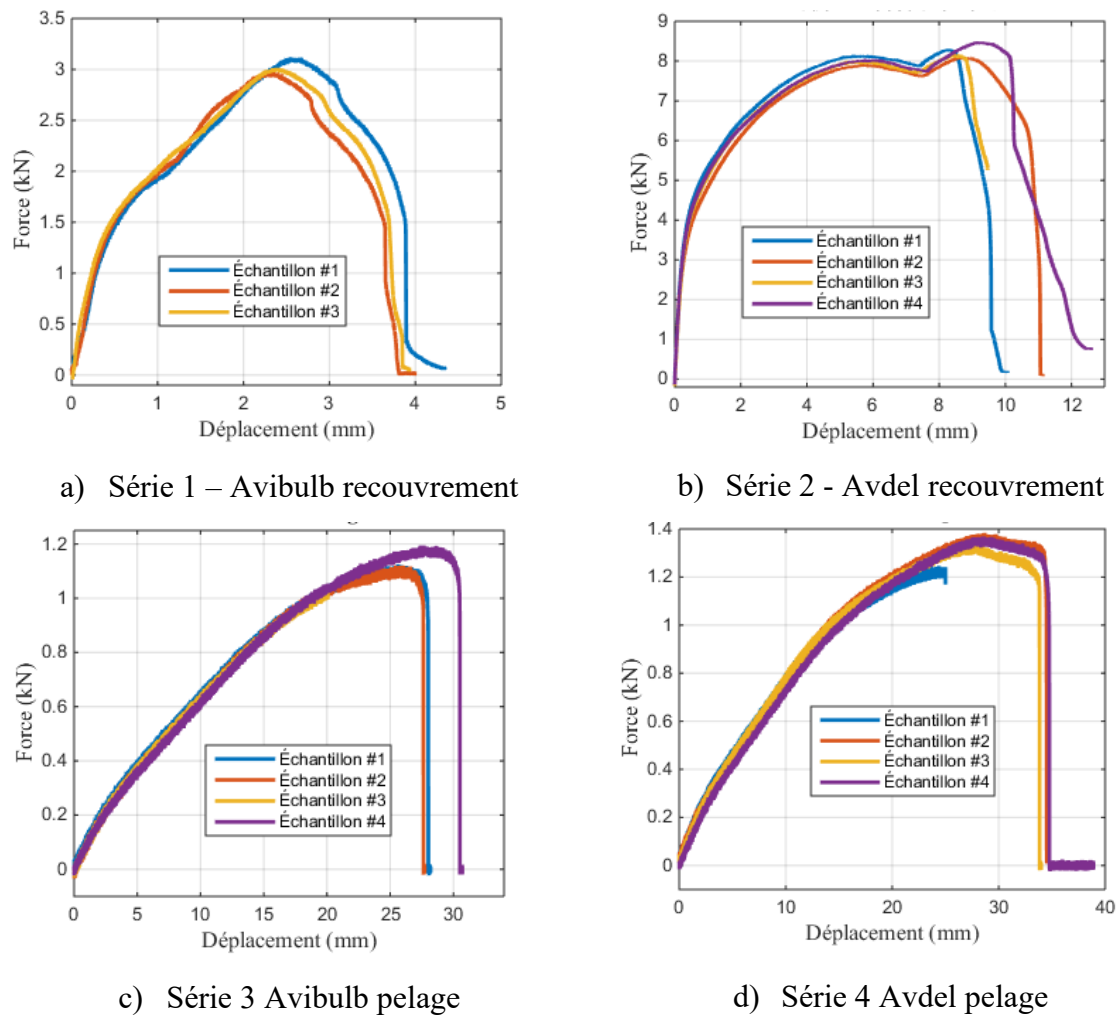 3.5
3
2.5
2
1.5
1
0.5
0
Force (kN)
Échantillon #1
Échantillon #2
Échantillon #3
0 1 2 3 4 5
Déplacement (mm)
a) Série 1 – Avibulb recouvrement
9
8
7
6
5
4
3
2
1
0
Force (kN)
Échantillon #1
Échantillon #2
Échantillon #3
Échantillon #4
0 2 4 6 8 10 12
Déplacement (mm)
b) Série 2 - Avdel recouvrement
1.2
1
0.8
0.6
0.4
0.2
0
Force (kN)
Échantillon #1
Échantillon #2
Échantillon #3
Échantillon #4
0 5 10 15 20 25 30
Déplacement (mm)
c) Série 3 Avibulb pelage
1.4
1.2
1
0.8
0.6
0.4
0.2
0
Force (kN)
Échantillon #1
Échantillon #2
Échantillon #3
Échantillon #4
0 10 20 30 40
Déplacement (mm)
d) Série 4 Avdel pelage